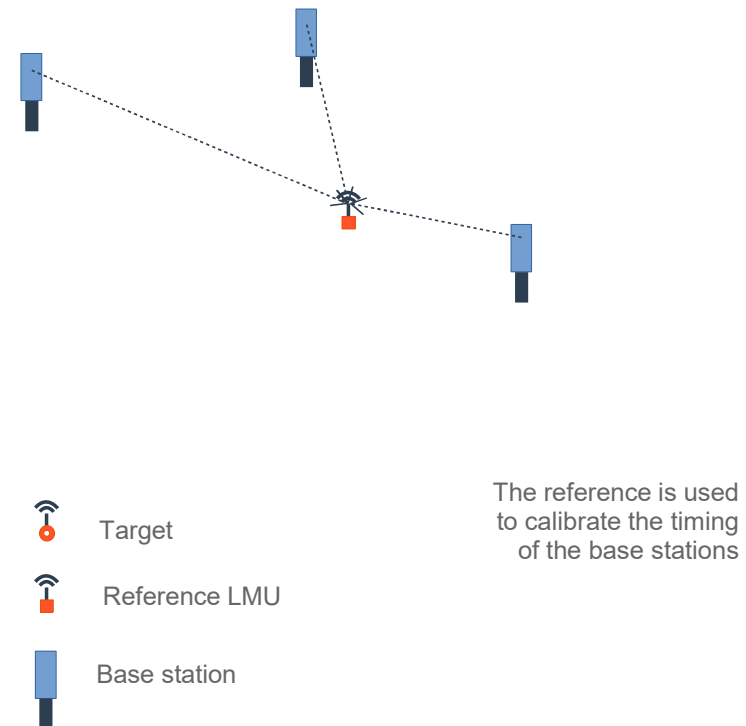 The reference is used
to calibrate the timing
of the base stations
Target
Reference LMU
Base station